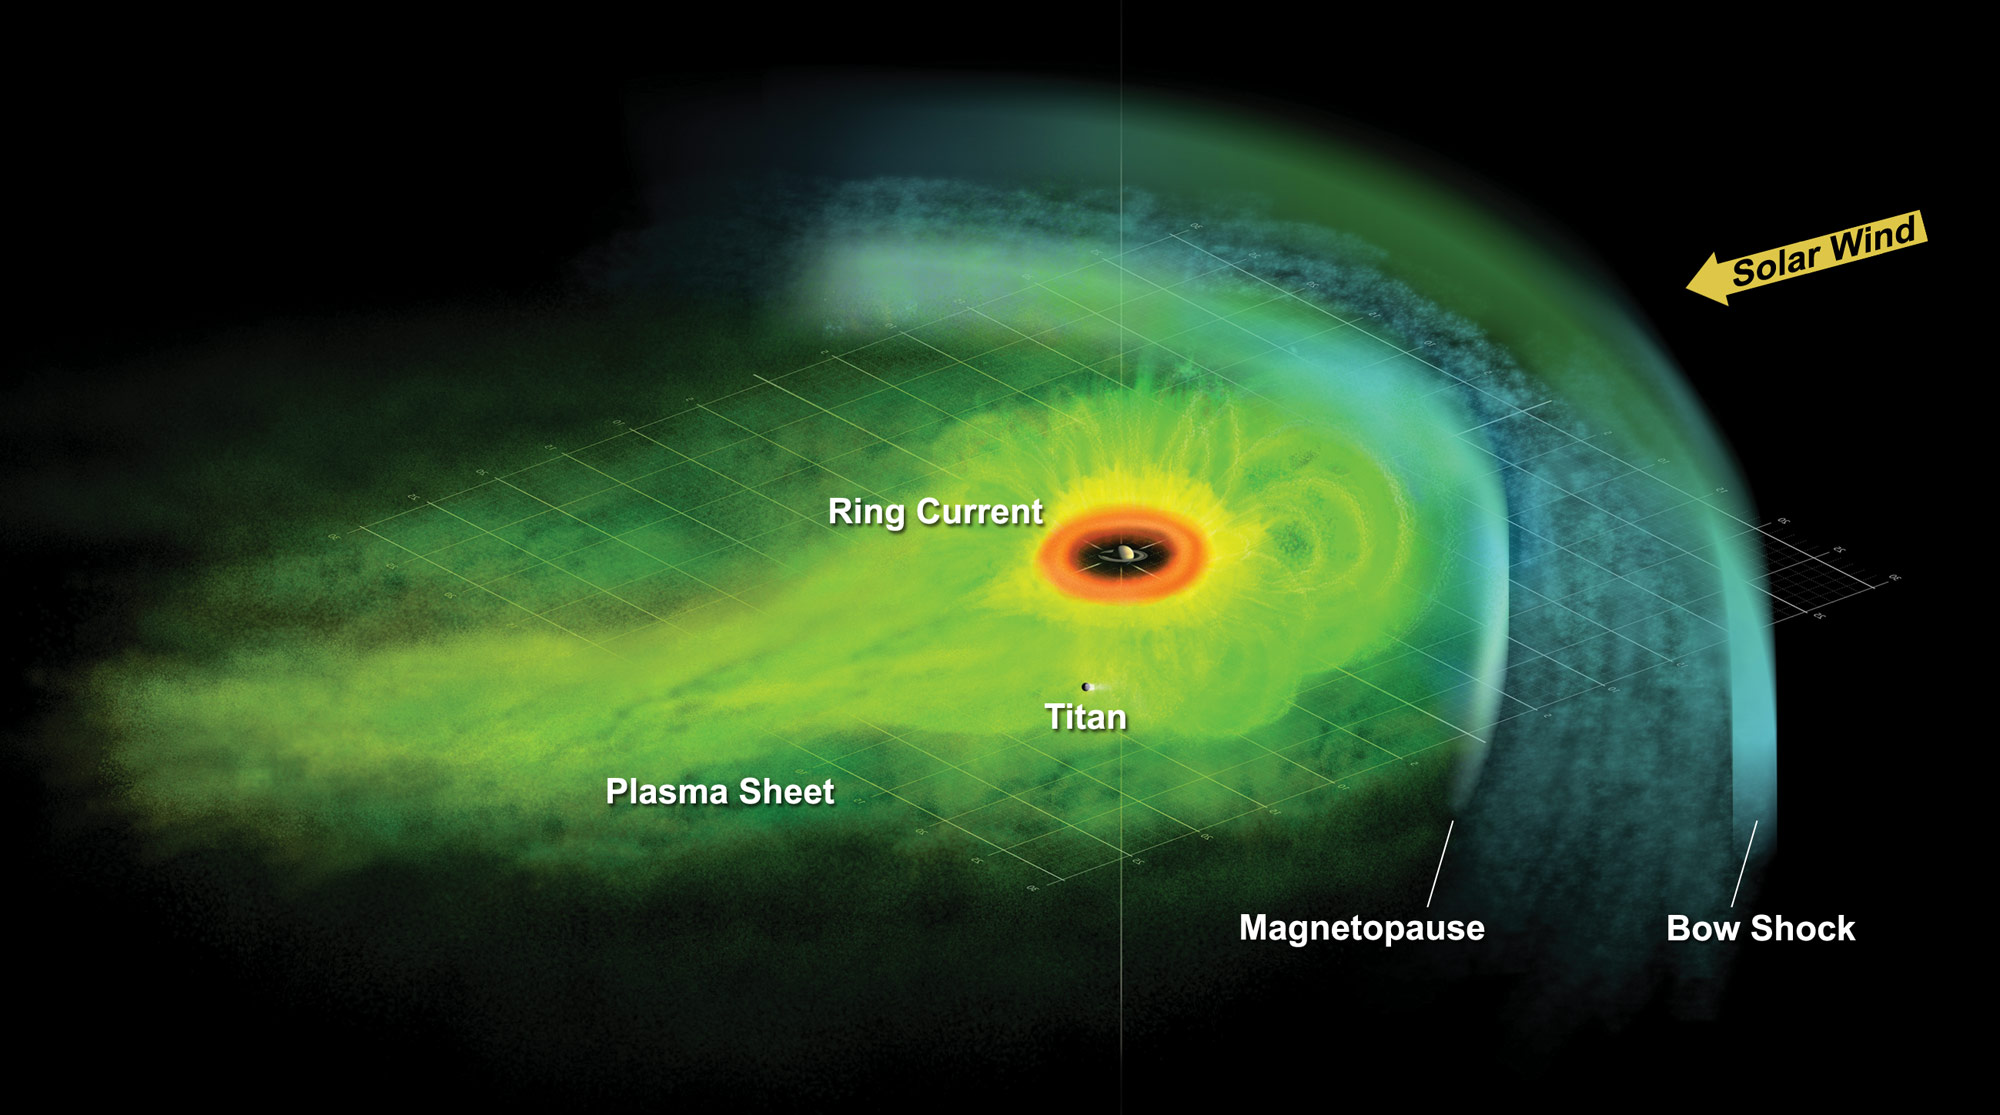 Solar Wind
Ring Current
Titan
Plasma Sheet
Magnetopause
Bow Shock